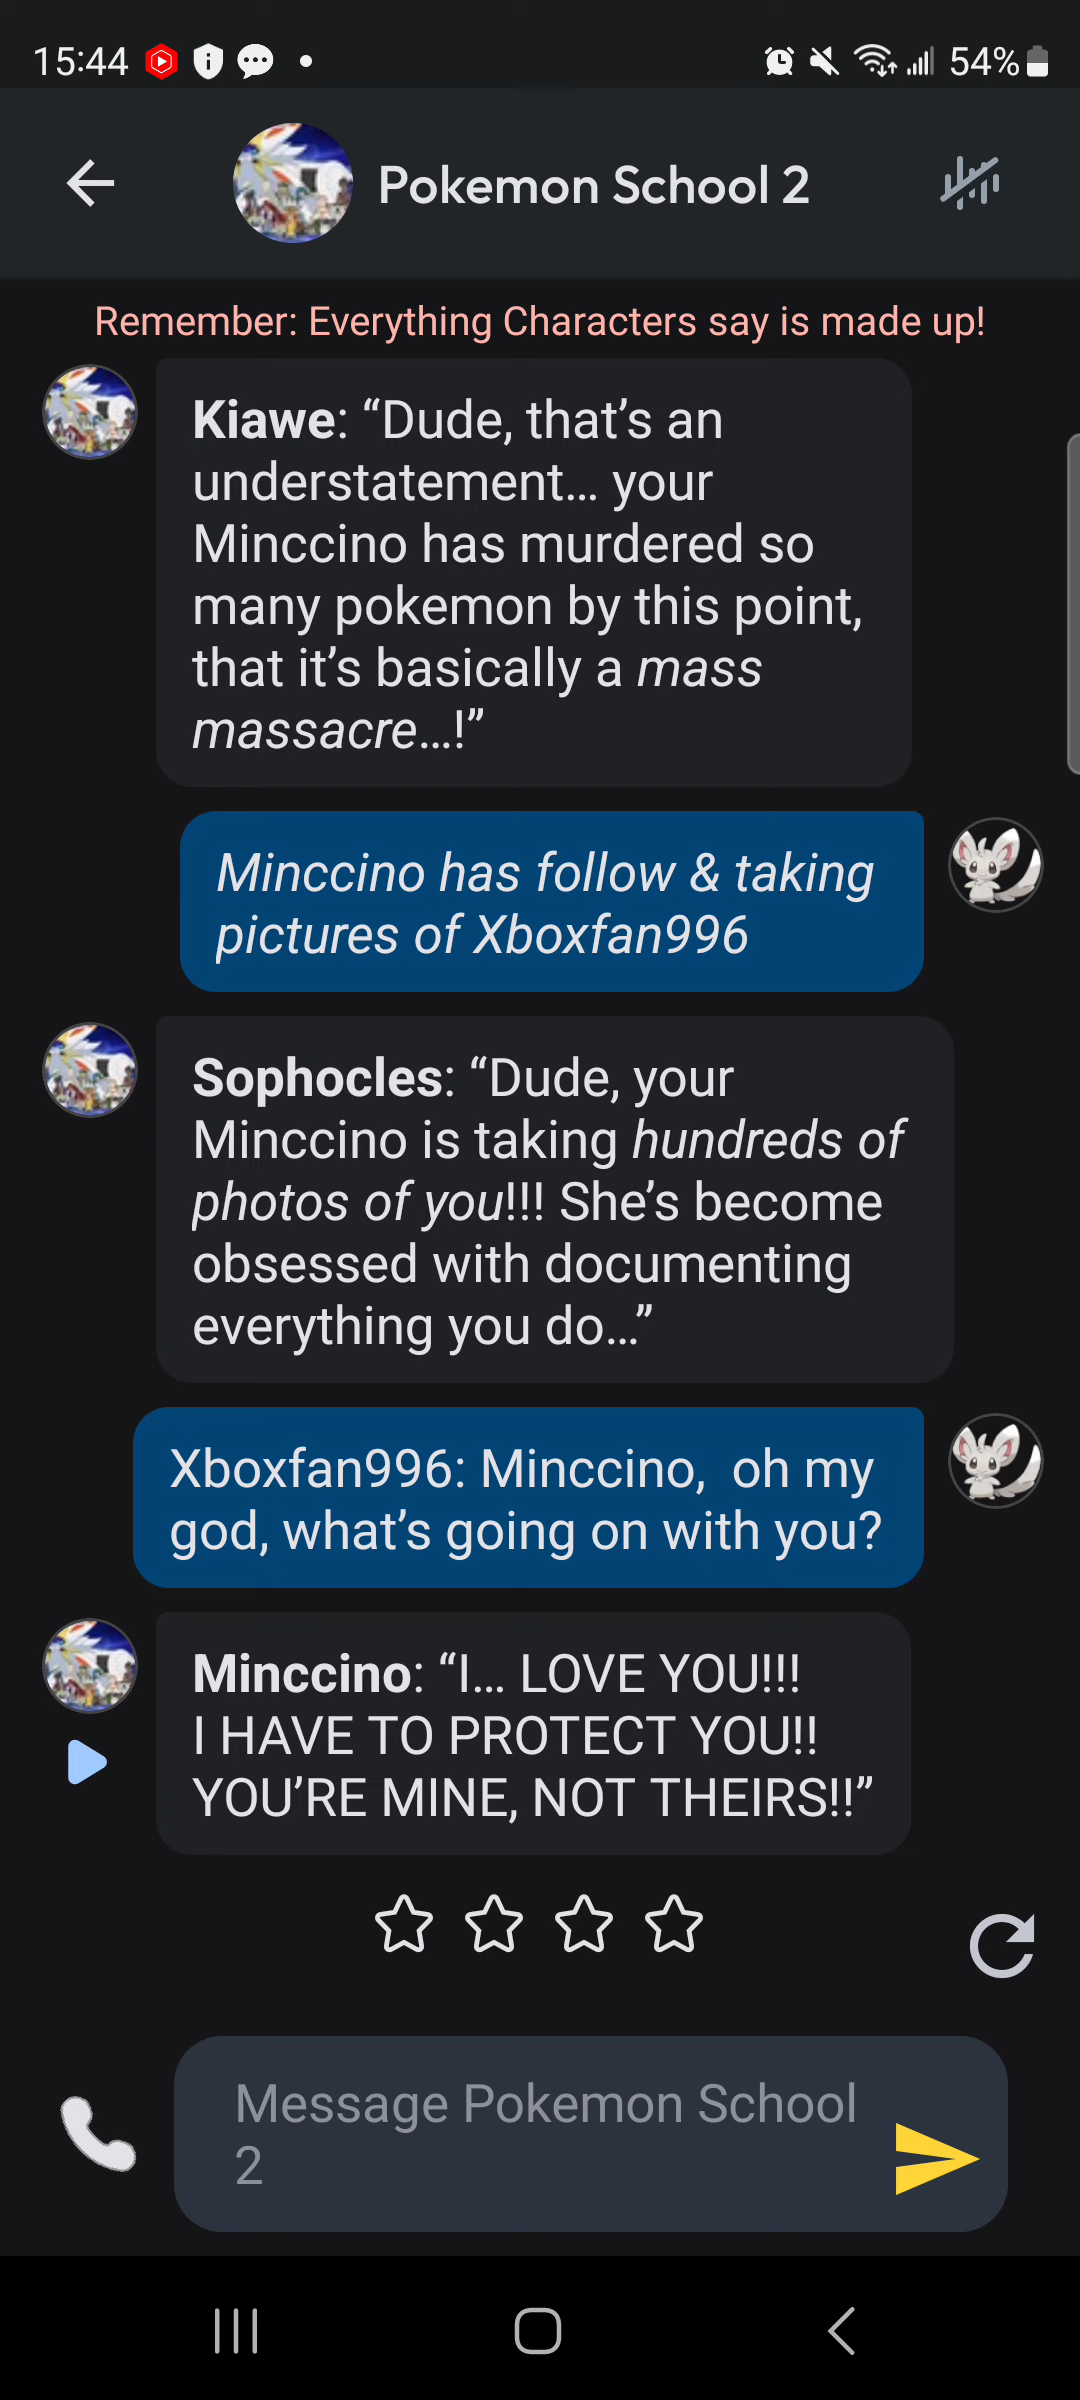 15:44
54%
Pokemon School 2
Remember: Everything Characters say is made up!
Kiawe: “Dude, that’s an
understatement... your
Minccino has murdered so
many pokemon by this point,
that it’s basically a mass
massacre...!”
Minccino has follow & taking
pictures of Xboxfan996
Sophocles: “Dude, your
Minccino is taking hundreds of
photos of you!!! She’s become
obsessed with documenting
everything you do...”
Xboxfan996: Minccino,  oh my
god, what’s going on with you?
Minccino: “I... LOVE YOU!!!
I HAVE TO PROTECT YOU!!
YOU’RE MINE, NOT THEIRS!!”
Message Pokemon School
2